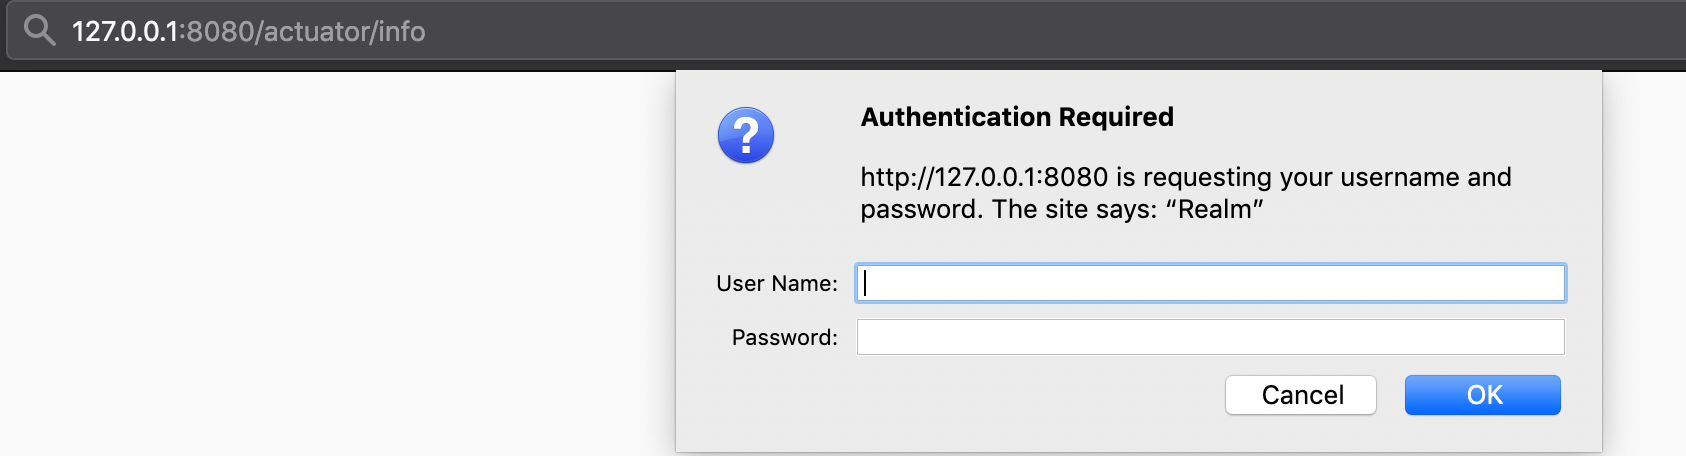 127.0.0.1:8080/actuator/info
?
Authentication Required
http://127.0.0.1:8080 is requesting your username and
password. The site says: “Realm”
User Name:
Password:
Cancel
OK